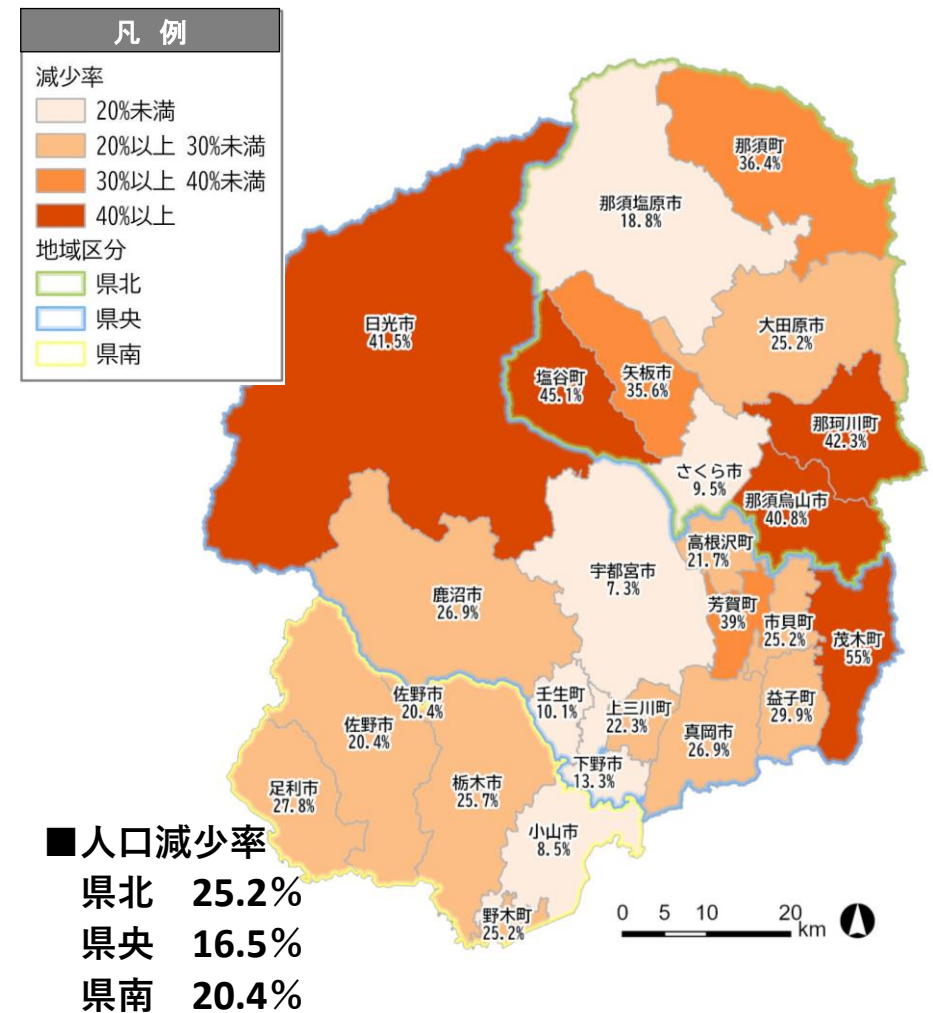 凡 例
減少率
20%未満
20%以上 30%未満
30%以上 40%未満
40%以上
地域区分
県北
県央
県南
那須町
36.4%
那須塩原市
18.8%
大田原市
25.2%
日光市
41.5%
塩谷町
45.1%
矢板市
35.6%
那珂川町
42.3%
さくら市
9.5%
那須烏山市
40.8%
高根沢町
21.7%
宇都宮市
7.3%
鹿沼市
26.9%
芳賀町
39%
市貝町
25.2%
茂木町
55%
佐野市
20.4%
壬生町
10.1%
上三川町
22.3%
益子町
29.9%
佐野市
20.4%
真岡市
26.9%
下野市
13.3%
足利市
27.8%
栃木市
25.7%
小山市
8.5%
野木町
25.2%
■人口減少率
県北 25.2%
県央 16.5%
県南 20.4%
0 5 10 20
km